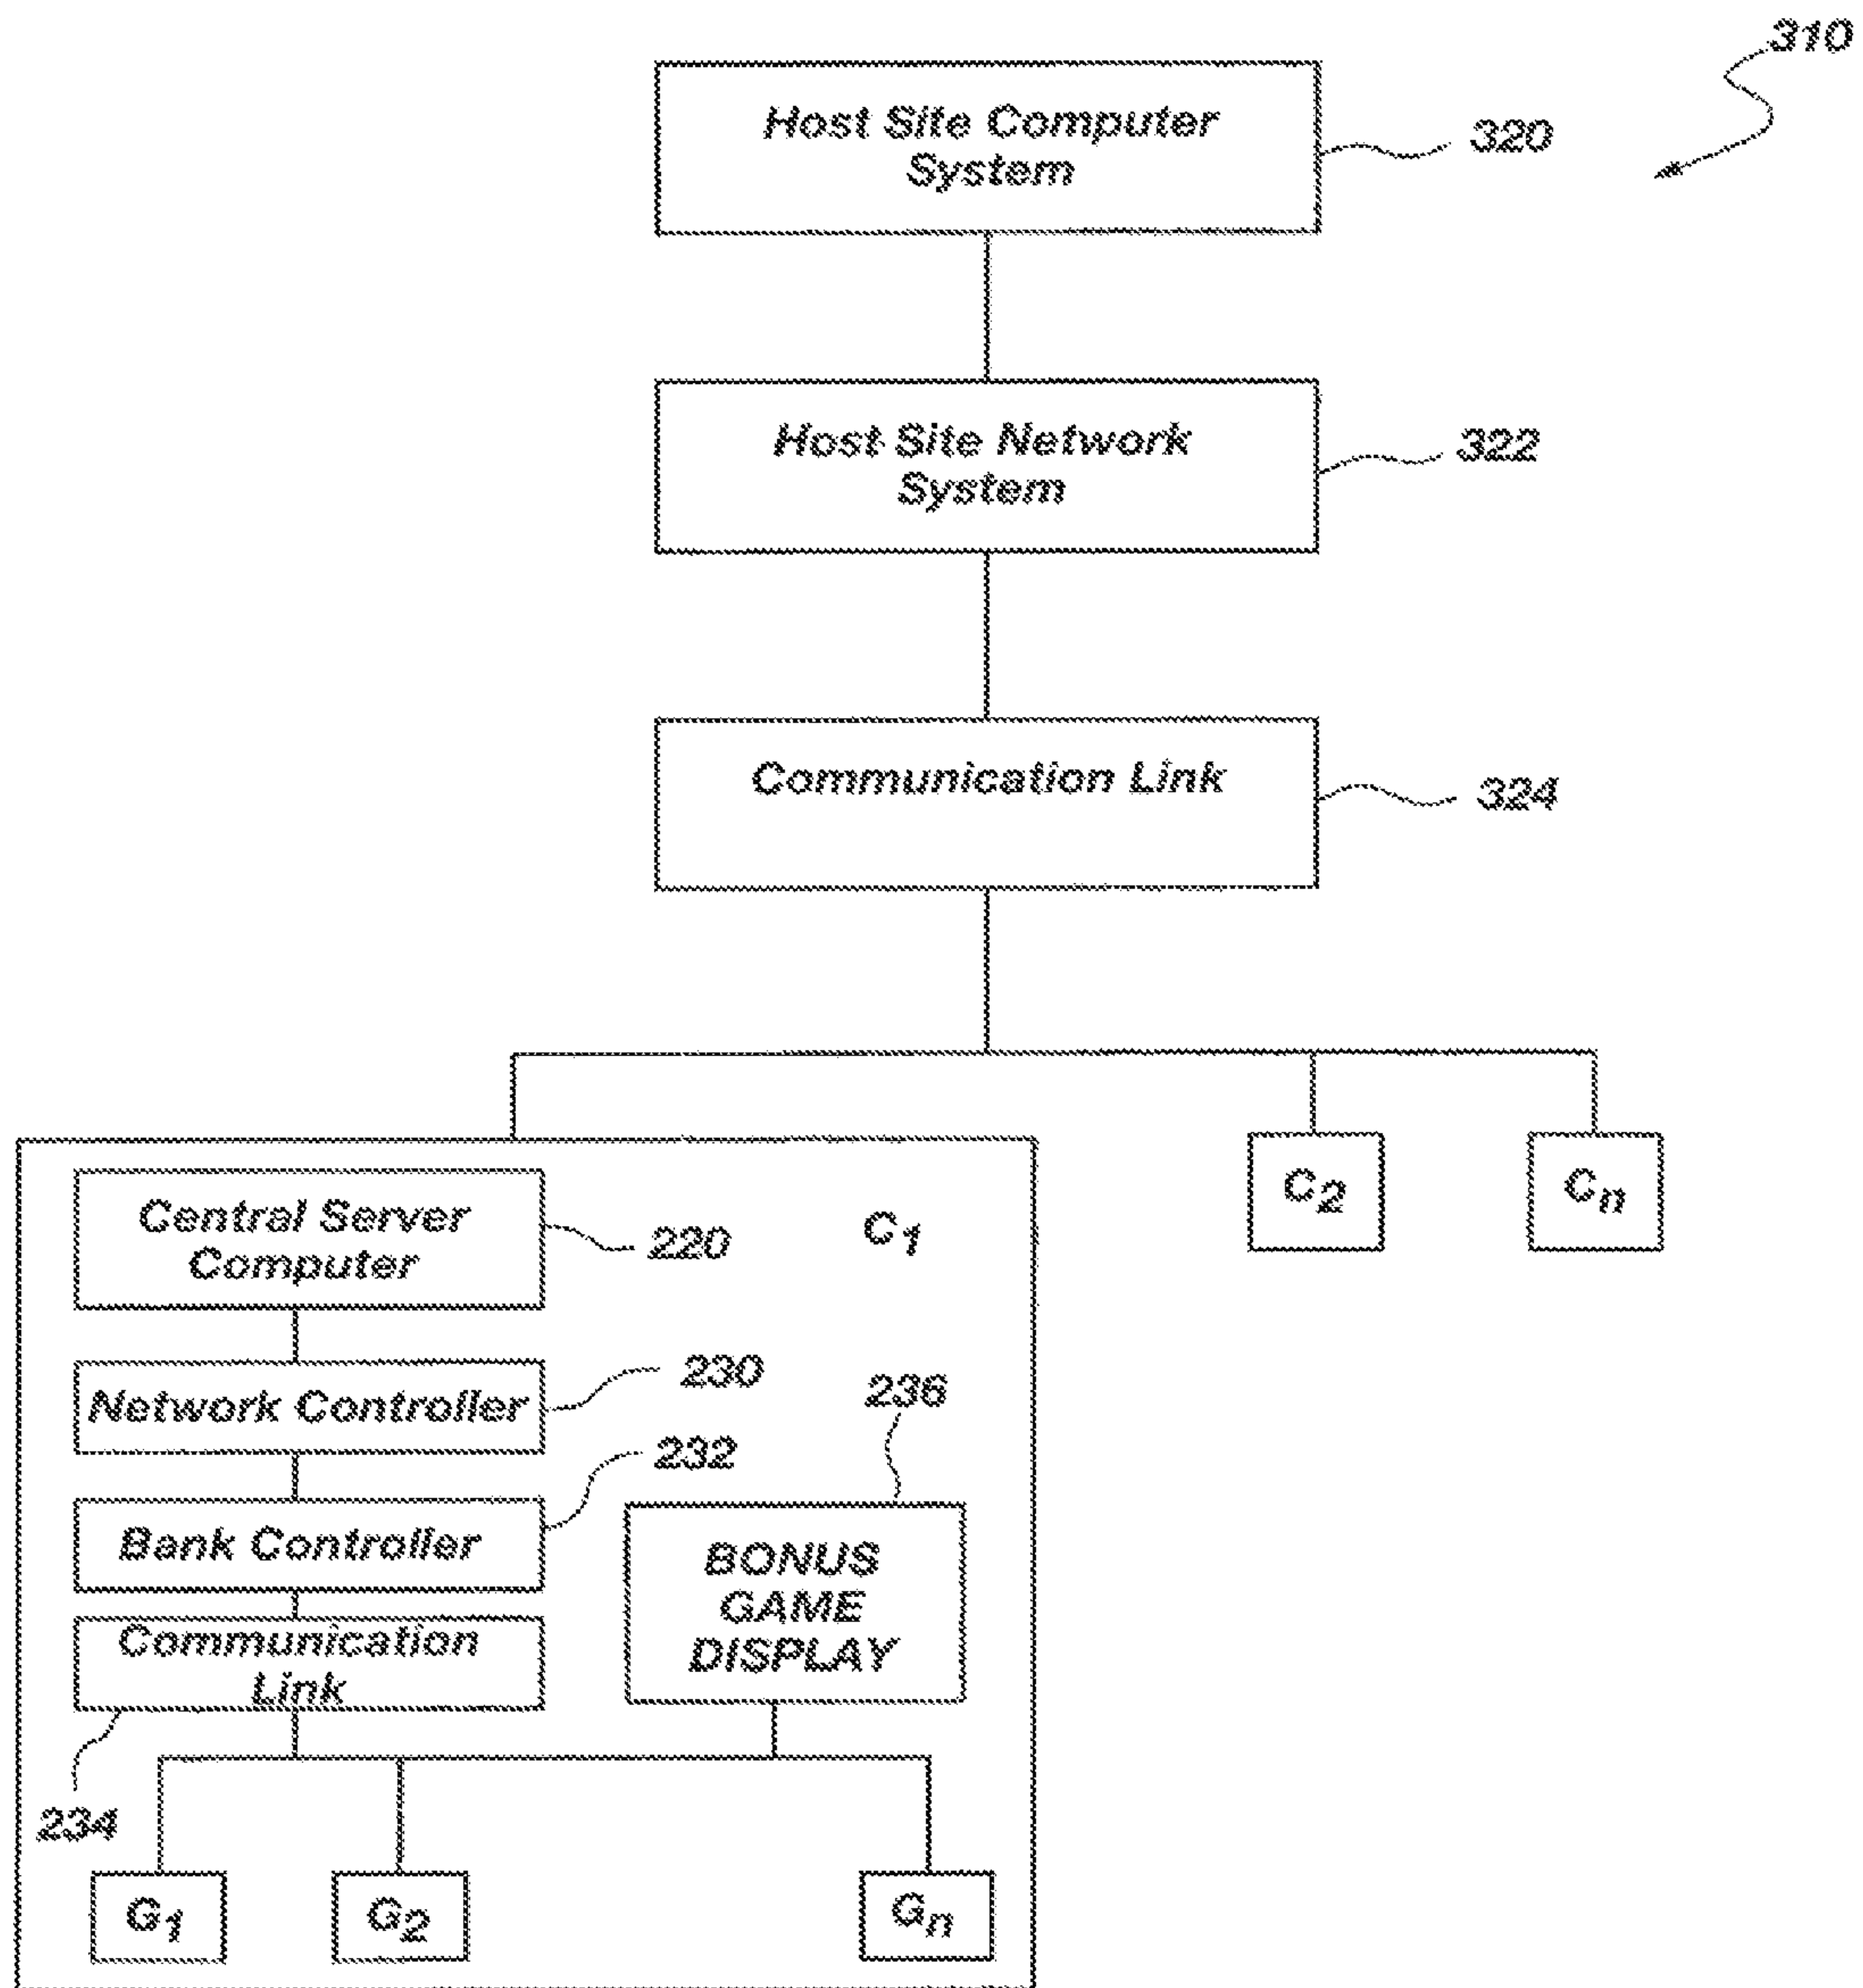 310
Host Site Computer
System
320
Host Site Network
System
322
Communication Link
324
Central Server
Computer
220
C1
C2
Cn
Network Controller
230
236
232
Bank Controller
BONUS
GAME
DISPLAY
Communication
Link
234
G1
G2
Gn